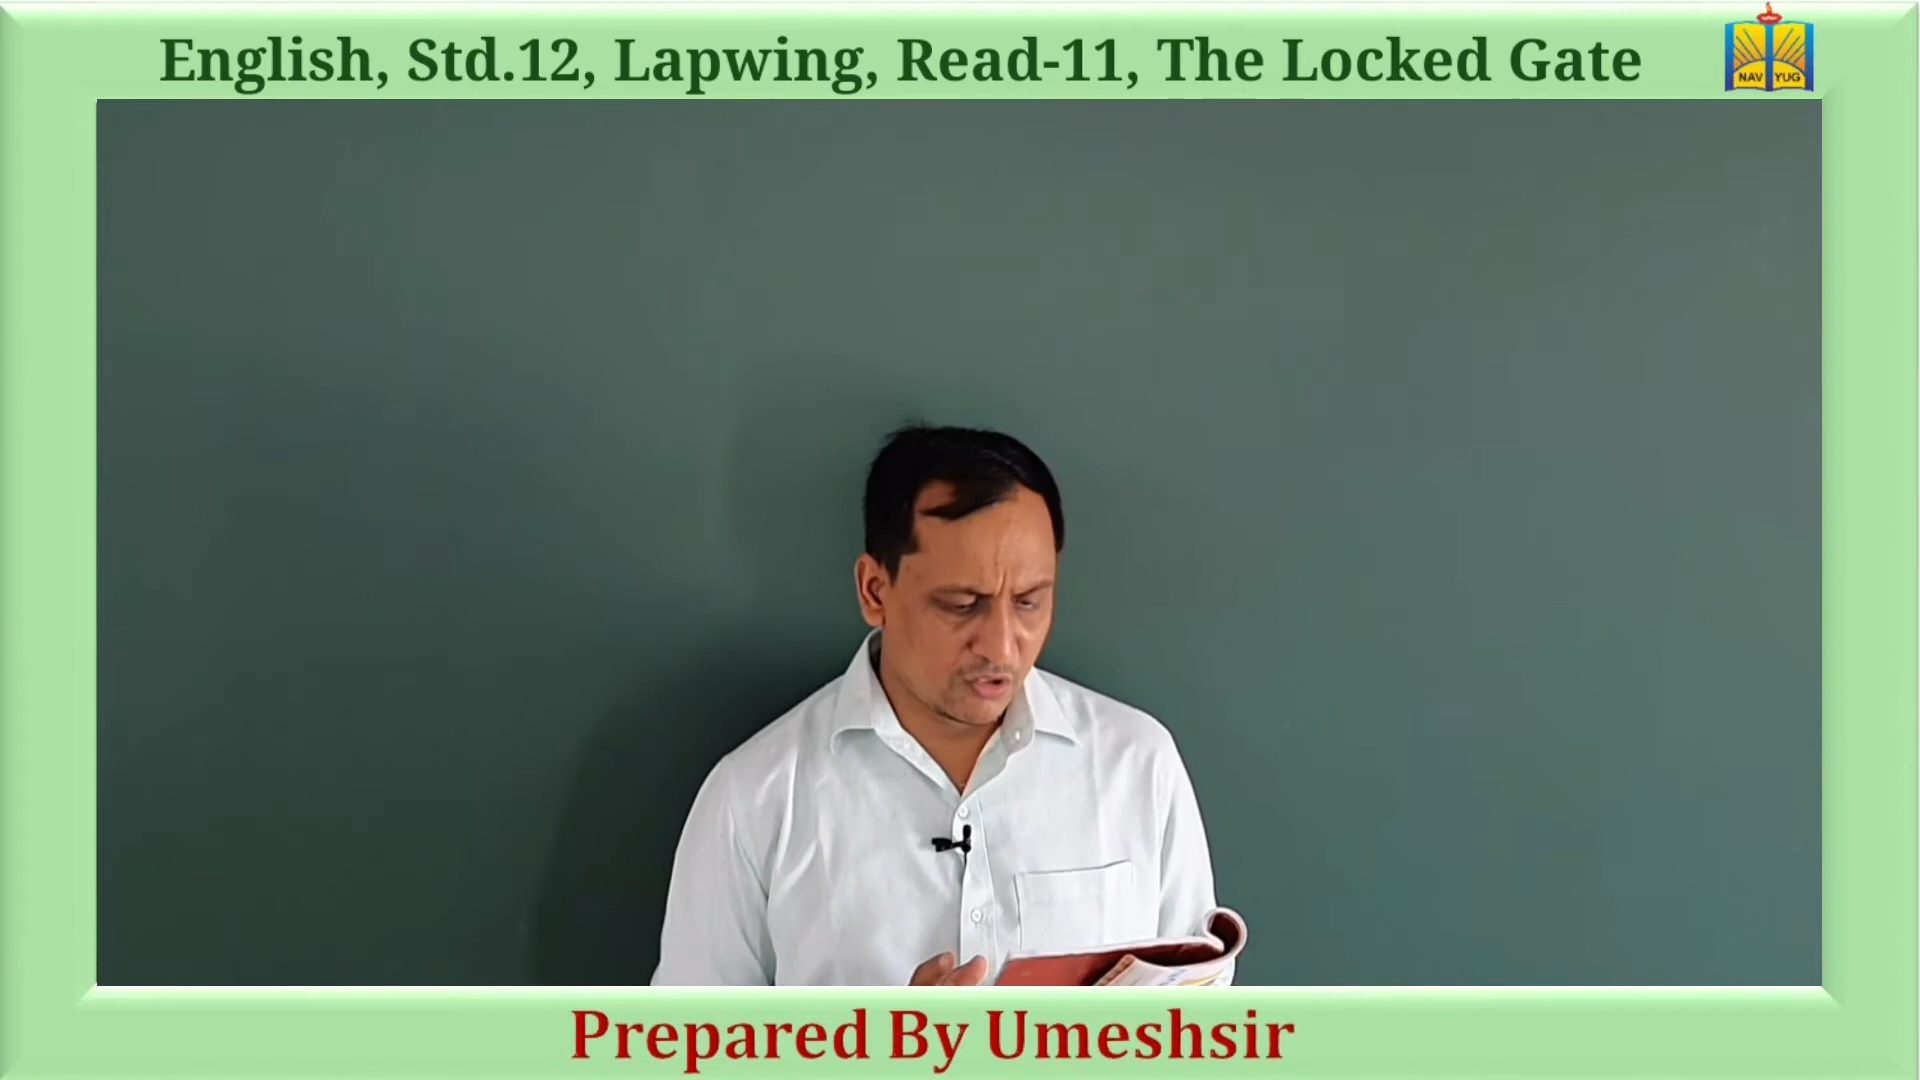 English, Std.12, Lapwing, Read-11, The Locked Gate
NAV YUG
Prepared By Umeshsir